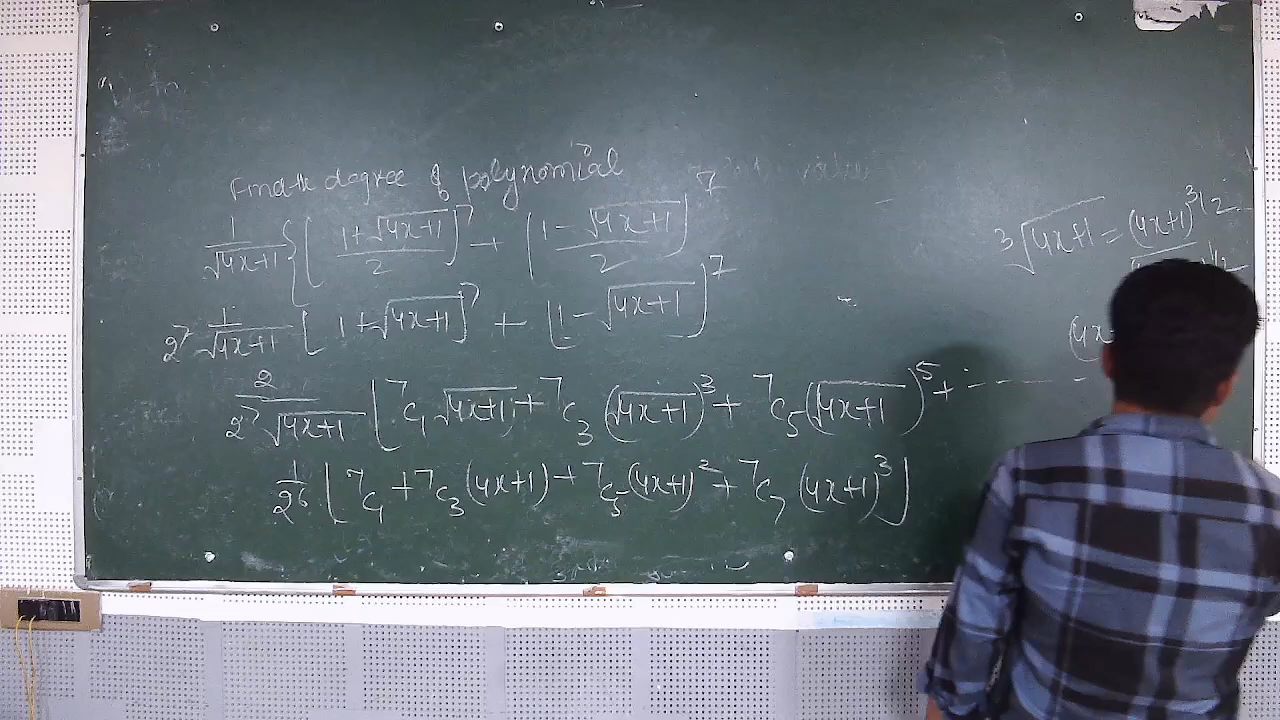 Find the degree of polynomial
1/√(4x+1) { [ (1+√(4x+1))/2 ]^7 + [ (1-√(4x+1))/2 ]^7
1/(2^7 √(4x+1)) [ 1+√(4x+1) ]^7 + [ 1-√(4x+1) ]^7
2/(2^7 √(4x+1)) [ ⁷C₁ √(4x+1) + ⁷C₃ (√(4x+1))^3 + ⁷C₅ (√(4x+1))^5 + ------
1/2^6 [ ⁷C₁ + ⁷C₃ (4x+1) + ⁷C₅ (4x+1)^2 + ⁷C₇ (4x+1)^3 ]
3√(4x+1) = (4x+1)^3/2
1/2
(4x